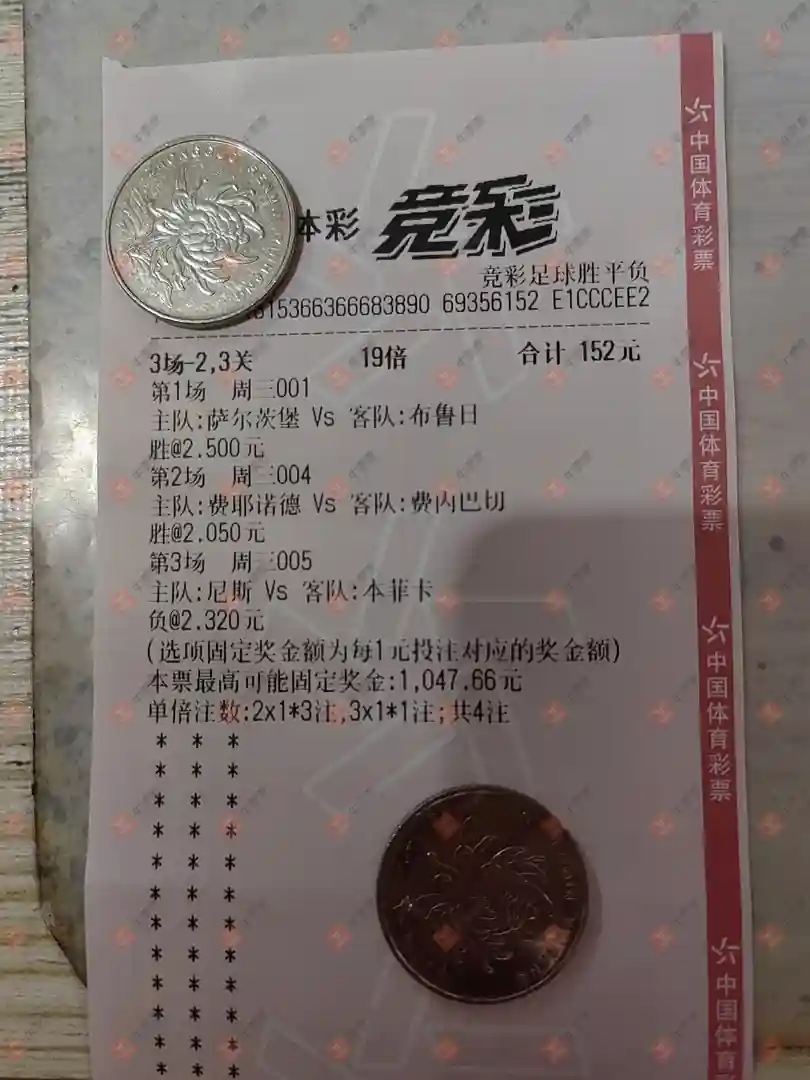 体彩 竞彩
竞彩足球胜平负
15366366683890 69356152 E1CCCEE2
3场-2,3关 19倍 合计 152元
第1场 周三001
主队:萨尔茨堡 Vs 客队:布鲁日
胜@2.500元
第2场 周三004
主队:费耶诺德 Vs 客队:费内巴切
胜@2.050元
第3场 周三005
主队:尼斯 Vs 客队:本菲卡
负@2.320元
(选项固定奖金额为每1元投注对应的奖金额)
本票最高可能固定奖金:1,047.66元
单倍注数:2x1*3注,3x1*1注;共4注
* * *
* * *
* * *
* * *
* * *
* * *
* * *
* * *
* * *
* * *
* * *
* * *
中国体育彩票
中国体育彩票
中国体育彩票
中国体育彩